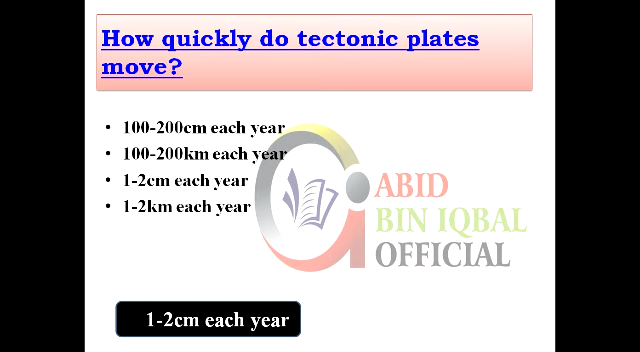 How quickly do tectonic plates
move?
• 100-200cm each year
• 100-200km each year
• 1-2cm each year
• 1-2km each year
ABID
BIN IQBAL
OFFICIAL
1-2cm each year